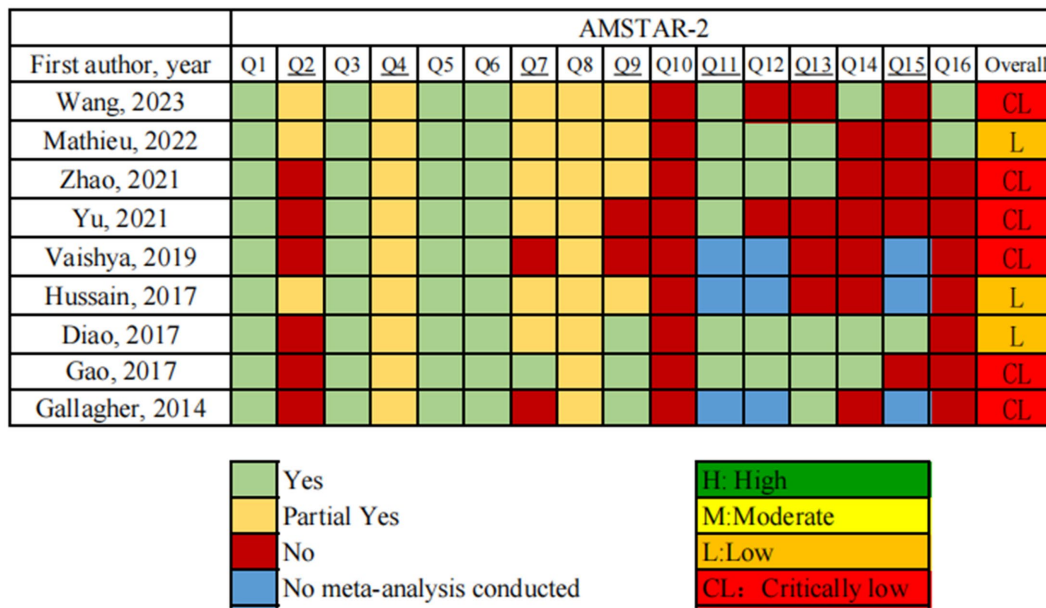 AMSTAR-2
First author, year Q1 Q2 Q3 Q4 Q5 Q6 Q7 Q8 Q9 Q10 Q11 Q12 Q13 Q14 Q15 Q16 Overall
Wang, 2023 CL
Mathieu, 2022 L
Zhao, 2021 CL
Yu, 2021 CL
Vaishya, 2019 CL
Hussain, 2017 L
Diao, 2017 L
Gao, 2017 CL
Gallagher, 2014 CL
Yes H: High
Partial Yes M:Moderate
No L:Low
No meta-analysis conducted CL：Critically low